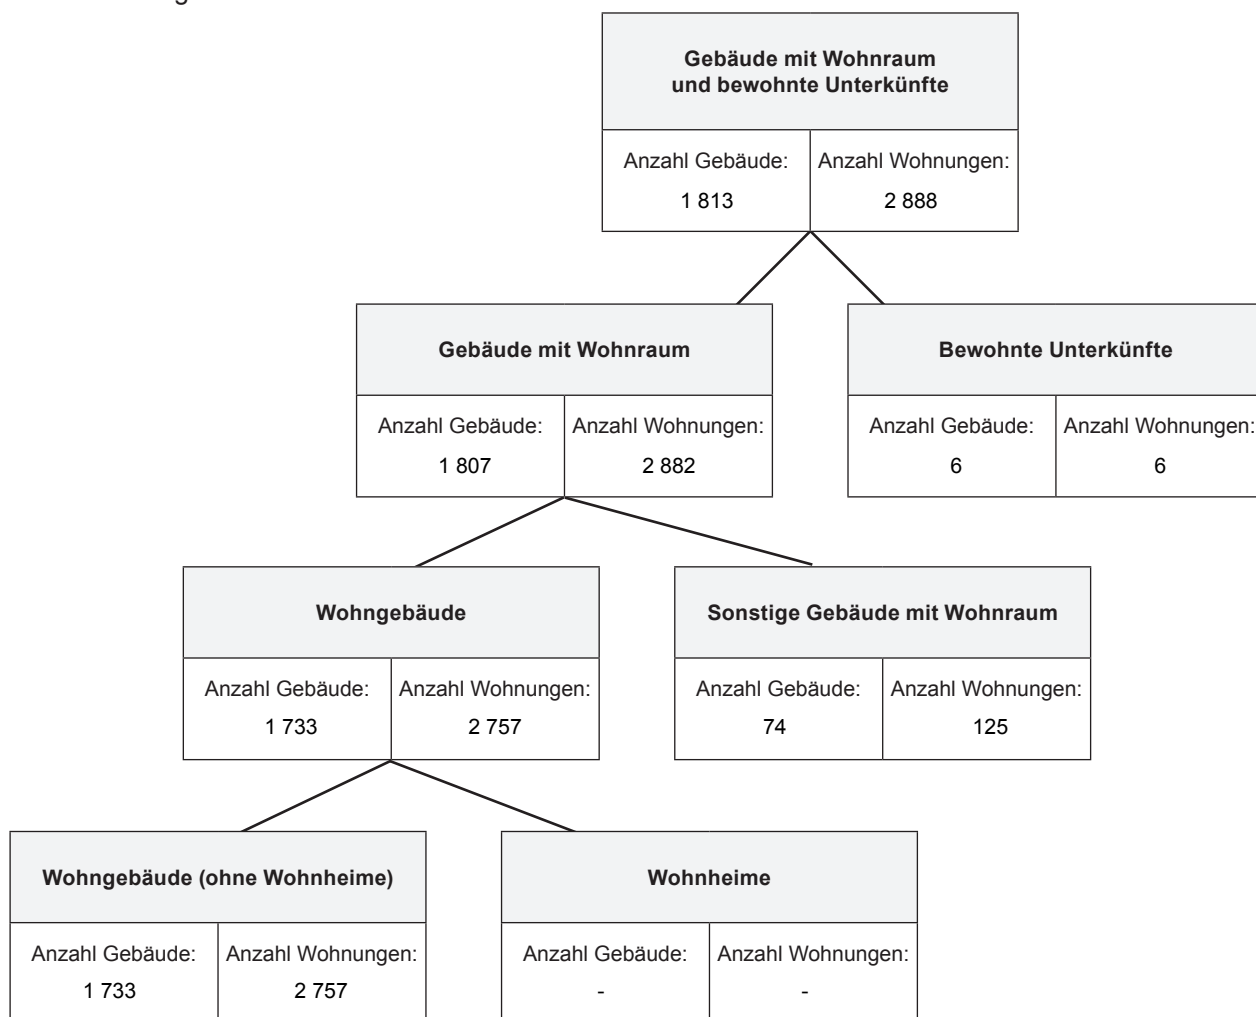 Gebäude mit Wohnraum
und bewohnte Unterkünfte
Anzahl Gebäude: Anzahl Wohnungen:
1 813 2 888
Gebäude mit Wohnraum Bewohnte Unterkünfte
Anzahl Gebäude: Anzahl Wohnungen: Anzahl Gebäude: Anzahl Wohnungen:
1 807 2 882 6 6
Wohngebäude Sonstige Gebäude mit Wohnraum
Anzahl Gebäude: Anzahl Wohnungen: Anzahl Gebäude: Anzahl Wohnungen:
1 733 2 757 74 125
Wohngebäude (ohne Wohnheime) Wohnheime
Anzahl Gebäude: Anzahl Wohnungen: Anzahl Gebäude: Anzahl Wohnungen:
1 733 2 757 - -